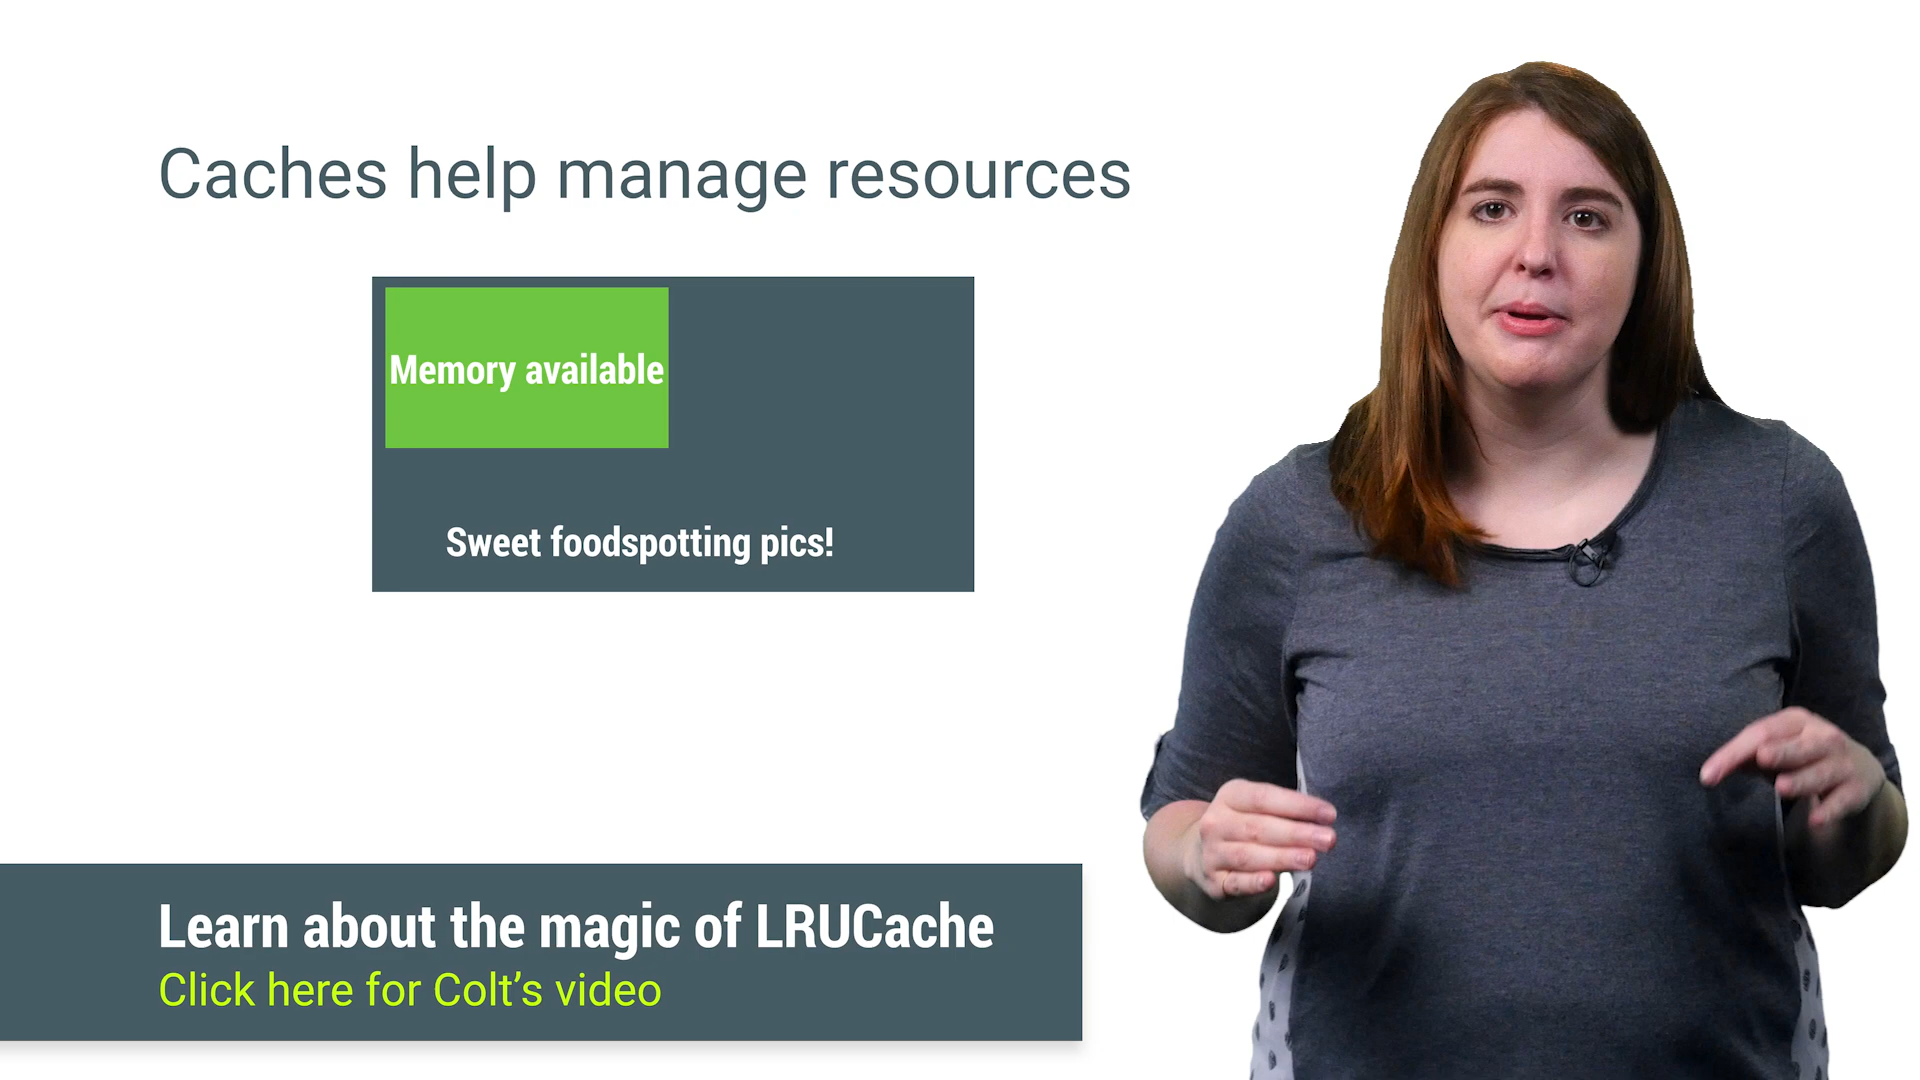 Caches help manage resources
Memory available
Sweet foodspotting pics!
Learn about the magic of LRUCache
Click here for Colt’s video